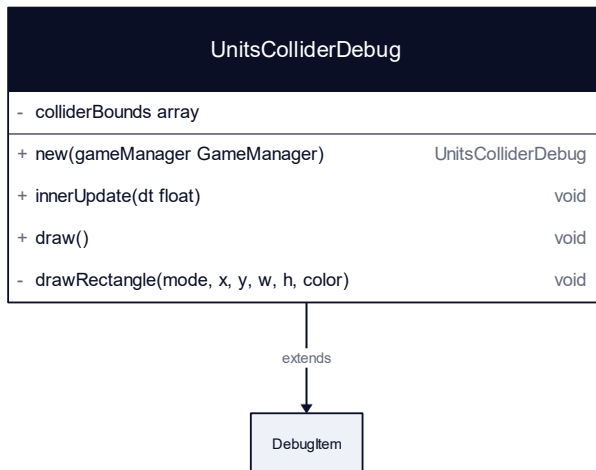 UnitsColliderDebug
- colliderBounds array
+ new(gameManager GameManager) UnitsColliderDebug
+ innerUpdate(dt float) void
+ draw() void
- drawRectangle(mode, x, y, w, h, color) void
extends
DebugItem